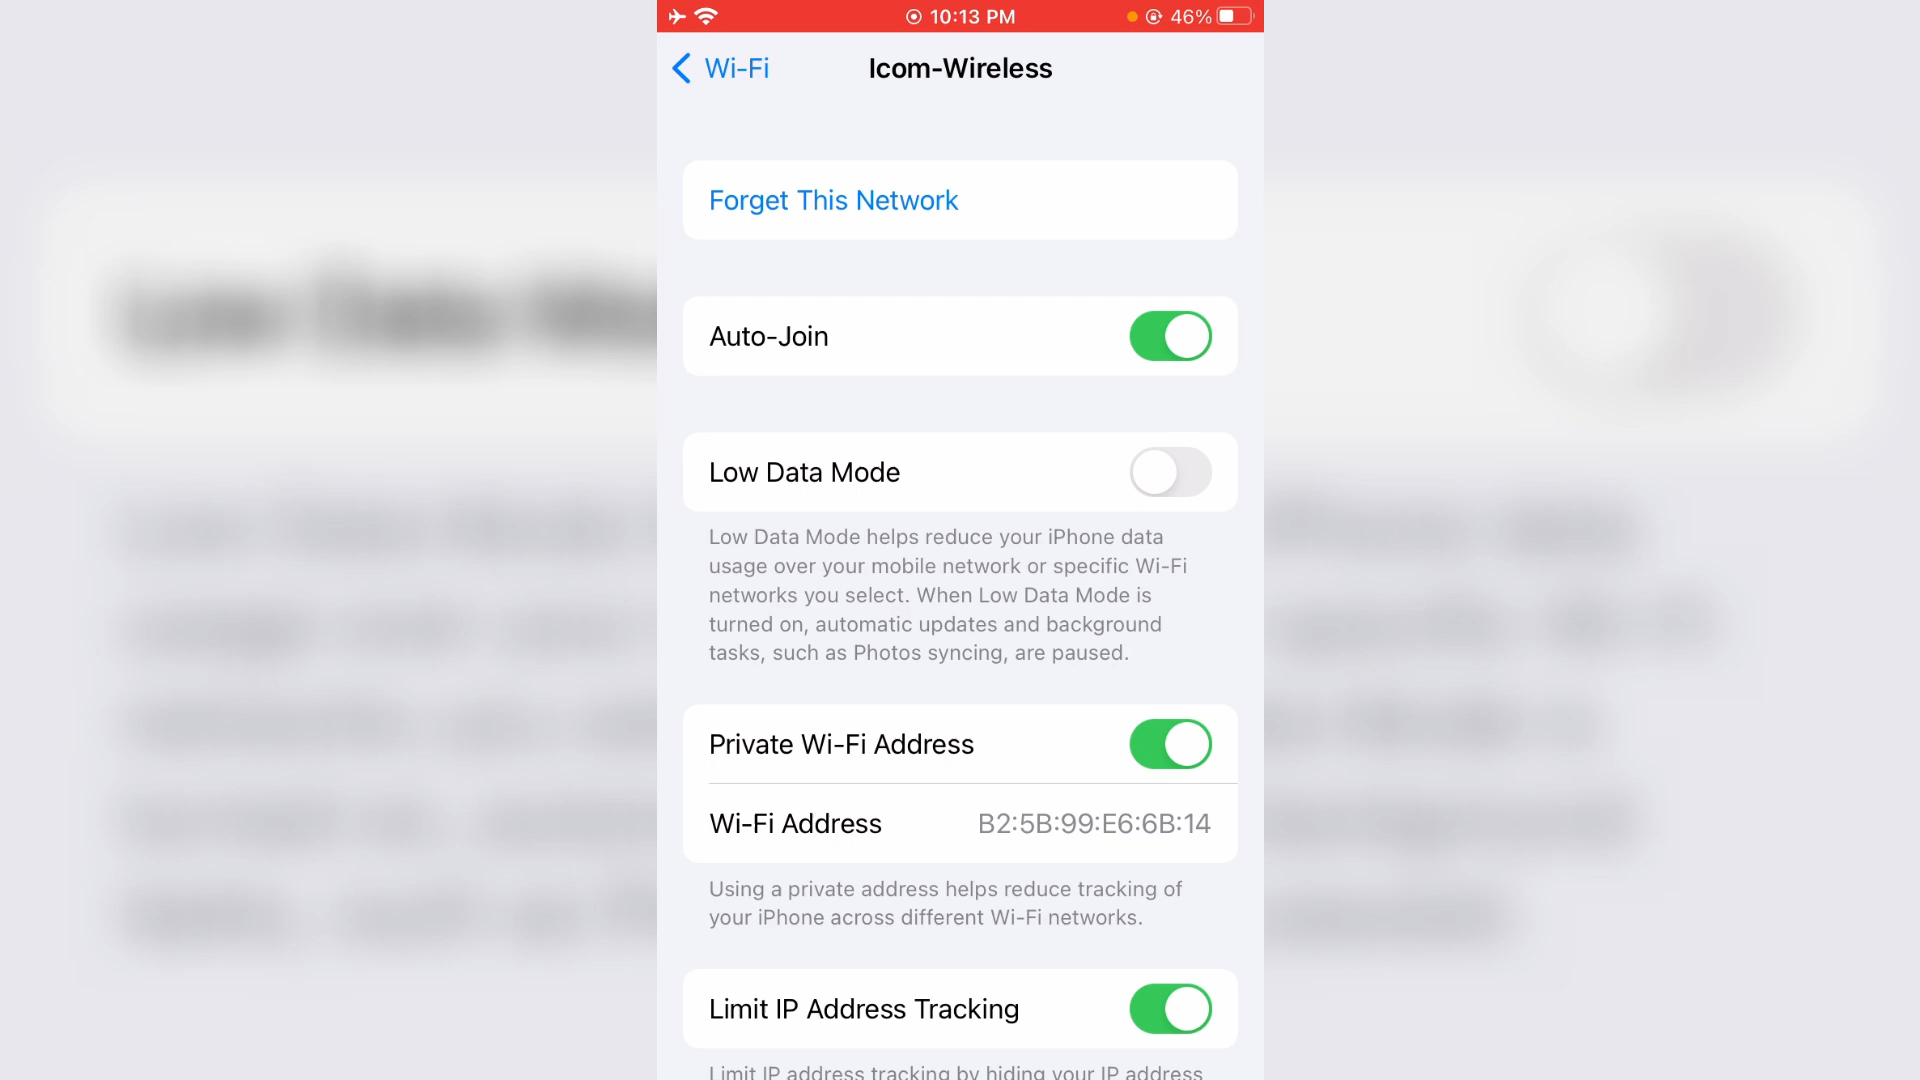 10:13 PM 46%
Wi-Fi Icom-Wireless
Forget This Network
Auto-Join
Low Data Mode
Low Data Mode helps reduce your iPhone data
usage over your mobile network or specific Wi-Fi
networks you select. When Low Data Mode is
turned on, automatic updates and background
tasks, such as Photos syncing, are paused.
Private Wi-Fi Address
Wi-Fi Address B2:5B:99:E6:6B:14
Using a private address helps reduce tracking of
your iPhone across different Wi-Fi networks.
Limit IP Address Tracking
Limit IP address tracking by hiding your IP address